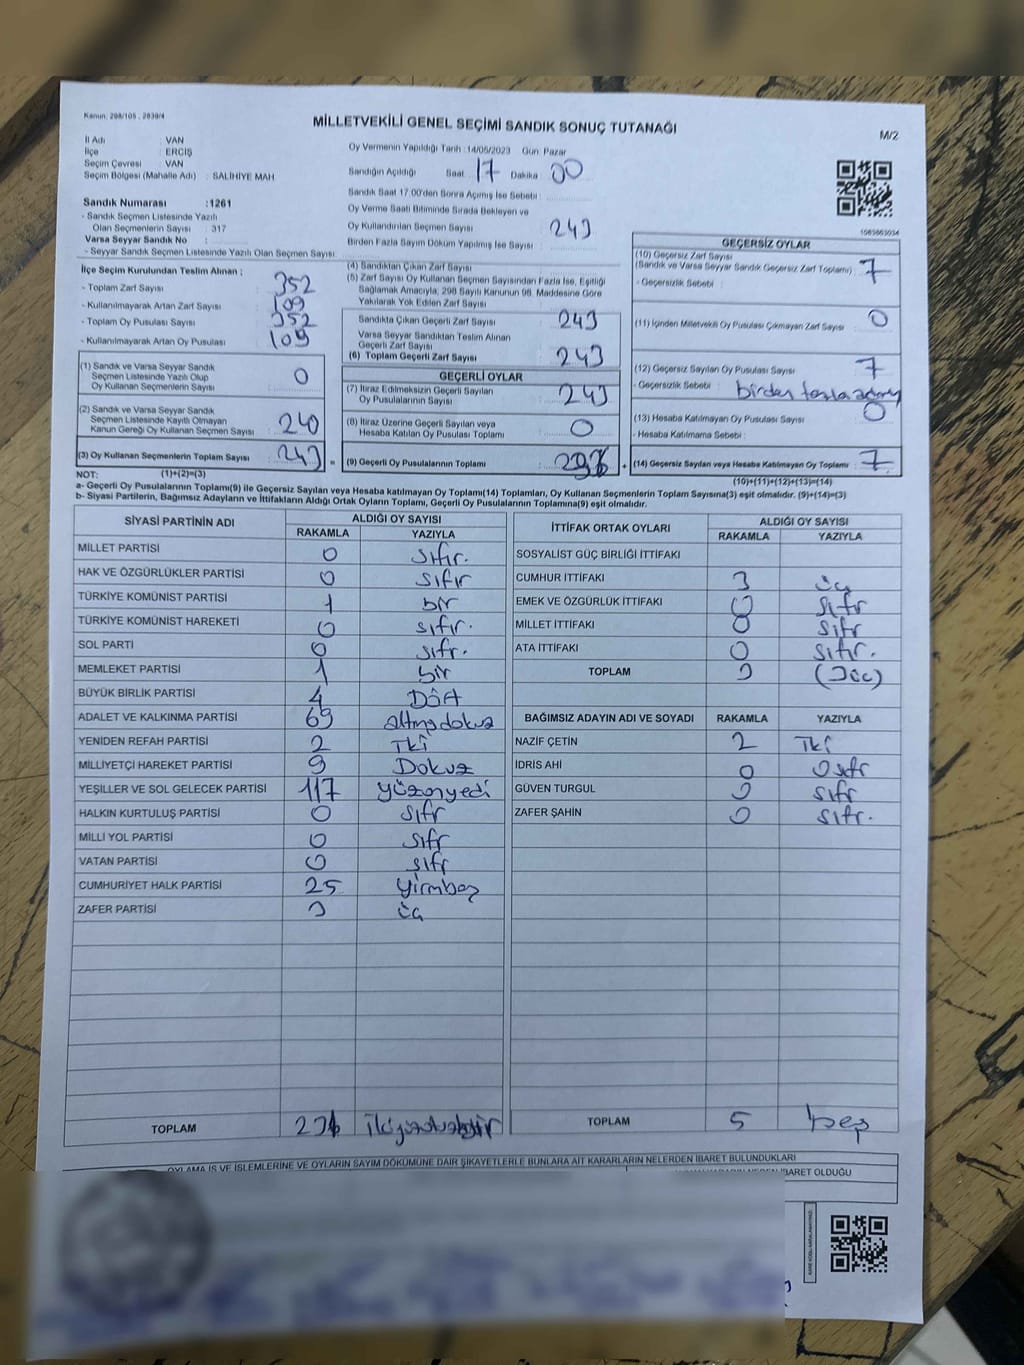 Kanun. 298/105 , 2839/4
MİLLETVEKİLİ GENEL SEÇİMİ SANDIK SONUÇ TUTANAĞI
M/2
İl Adı : VAN
İlçe : ERCİŞ
Seçim Çevresi : VAN
Seçim Bölgesi (Mahalle Adı) : SALİHİYE MAH
Sandık Numarası :1261
- Sandık Seçmen Listesinde Yazılı
Olan Seçmenlerin Sayısı : 317
Varsa Seyyar Sandık No :
- Seyyar Sandık Seçmen Listesinde Yazılı Olan Seçmen Sayısı:
Oy Vermenin Yapıldığı Tarih :14/05/2023 Gün: Pazar
Sandığın Açıldığı Saat 17 Dakika 00
Sandık Saat 17:00'den Sonra Açımış İse Sebebi :
Oy Verme Saati Bitiminde Sırada Bekleyen ve
Oy Kullandırılan Seçmen Sayısı : 243
Birden Fazla Sayım Döküm Yapılmış İse Sayısı :
1085663034
İlçe Seçim Kurulundan Teslim Alınan ;
- Toplam Zarf Sayısı : 352
- Kullanılmayarak Artan Zarf Sayısı : 109
- Toplam Oy Pusulası Sayısı : 352
- Kullanılmayarak Artan Oy Pusulası : 109
(1) Sandık ve Varsa Seyyar Sandık
Seçmen Listesinde Yazılı Olup
Oy Kullanan Seçmenlerin Sayısı : 0
(2) Sandık ve Varsa Seyyar Sandık
Seçmen Listesinde Kayıtlı Olmayan
Kanun Gereği Oy Kullanan Seçmen Sayısı : 240
(3) Oy Kullanan Seçmenlerin Toplam Sayısı : 243 =
(4) Sandıktan Çıkan Zarf Sayısı :
(5) Zarf Sayısı Oy Kullanan Seçmen Sayısından Fazla İse, Eşitliği
Sağlamak Amacıyla, 298 Sayılı Kanunun 98. Maddesine Göre
Yakılarak Yok Edilen Zarf Sayısı
Sandıkta Çıkan Geçerli Zarf Sayısı : 243
Varsa Seyyar Sandıktan Teslim Alınan
Geçerli Zarf Sayısı
(6) Toplam Geçerli Zarf Sayısı : 243
GEÇERLİ OYLAR
(7) İtiraz Edilmeksizin Geçerli Sayılan
Oy Pusulalarının Sayısı : 243
(8) İtiraz Üzerine Geçerli Sayılan veya
Hesaba Katılan Oy Pusulası Toplamı : 0
(9) Geçerli Oy Pusulalarının Toplamı : +
GEÇERSİZ OYLAR
(10) Geçersiz Zarf Sayısı
(Sandık ve Varsa Seyyar Sandık Geçersiz Zarf Toplamı) : 7
- Geçersizlik Sebebi :
(11) İçinden Milletvekili Oy Pusulası Çıkmayan Zarf Sayısı : 0
(12) Geçersiz Sayılan Oy Pusulası Sayısı : 7
- Geçersizlik Sebebi : birden fazla
(13) Hesaba Katılmayan Oy Pusulası Sayısı : 0
- Hesaba Katılmama Sebebi :
(14) Geçersiz Sayılan veya Hesaba Katılmayan Oy Toplamı : 7
NOT: (1)+(2)=(3)
(10)+(11)+(12)+(13)=(14)
a- Geçerli Oy Pusulalarının Toplamı(9) ile Geçersiz Sayılan veya Hesaba katılmayan Oy Toplamı(14) Toplamları, Oy Kullanan Seçmenlerin Toplam Sayısına(3) eşit olmalıdır. (9)+(14)=(3)
b- Siyasi Partilerin, Bağımsız Adayların ve İttifakların Aldığı Ortak Oyların Toplamı, Geçerli Oy Pusulalarının Toplamına(9) eşit olmalıdır.
SİYASİ PARTİNİN ADI ALDIĞI OY SAYISI
RAKAMLA YAZIYLA
MİLLET PARTİSİ 0 sıfır.
HAK VE ÖZGÜRLÜKLER PARTİSİ 0 sıfır
TÜRKİYE KOMÜNİST PARTİSİ 1 bir
TÜRKİYE KOMÜNİST HAREKETİ 0 sıfır.
SOL PARTİ 0 sıfr.
MEMLEKET PARTİSİ 1 bir
BÜYÜK BİRLİK PARTİSİ 4 Dört
ADALET VE KALKINMA PARTİSİ 69 altmışdokuz
YENİDEN REFAH PARTİSİ 2 İki
MİLLİYETÇİ HAREKET PARTİSİ 9 Dokuz
YEŞİLLER VE SOL GELECEK PARTİSİ 117 yüzonyedi
HALKIN KURTULUŞ PARTİSİ 0 sıfr
MİLLİ YOL PARTİSİ 0 sıfr
VATAN PARTİSİ 0 sıfr
CUMHURİYET HALK PARTİSİ 25 yirmbeş
ZAFER PARTİSİ 3 üç
TOPLAM
İTTİFAK ORTAK OYLARI ALDIĞI OY SAYISI
RAKAMLA YAZIYLA
SOSYALİST GÜÇ BİRLİĞİ İTTİFAKI
CUMHUR İTTİFAKI 3 üç
EMEK VE ÖZGÜRLÜK İTTİFAKI 0 sıfr
MİLLET İTTİFAKI 0 sıfr
ATA İTTİFAKI 0 sıfır.
TOPLAM 3
BAĞIMSIZ ADAYIN ADI VE SOYADI RAKAMLA YAZIYLA
NAZİF ÇETİN 2 İki
İDRİS AHİ 0 sıfr
GÜVEN TURGUL 0 sıfr
ZAFER ŞAHİN 0 sıfr.
TOPLAM 5 beş
OYLAMA İŞ VE İŞLEMLERİNE VE OYLARIN SAYIM DÖKÜMÜNE DAİR ŞİKAYETLERLE BUNLARA AİT KARARLARIN NELERDEN İBARET BULUNDUKLARI
İBARET OLDUĞU